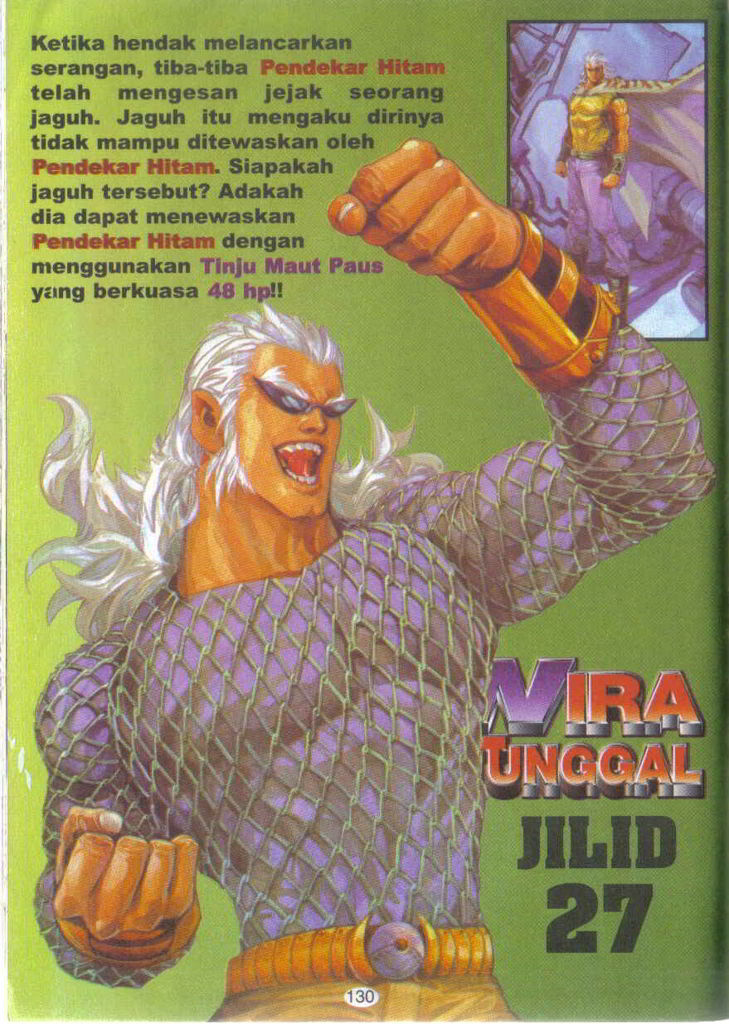 Ketika hendak melancarkan
serangan, tiba-tiba Pendekar Hitam
telah mengesan jejak seorang
jaguh. Jaguh itu mengaku dirinya
tidak mampu ditewaskan oleh
Pendekar Hitam. Siapakah
jaguh tersebut? Adakah
dia dapat menewaskan
Pendekar Hitam dengan
menggunakan Tinju Maut Paus
yang berkuasa 48 hp!!
WIRA
TUNGGAL
JILID
27
130